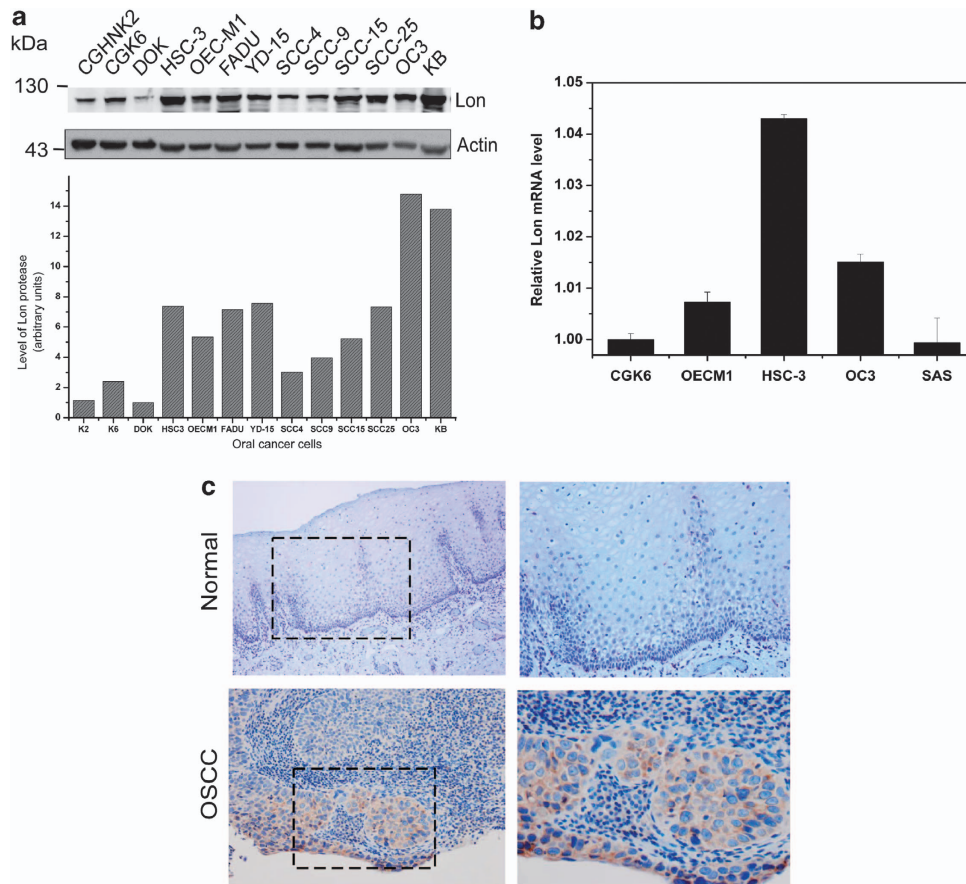 a
kDa
CGHNK2 CGK6 DOK HSC-3 OEC-M1 FADU YD-15 SCC-4 SCC-9 SCC-15 SCC-25 OC3 KB
130
Lon
43
Actin
Level of Lon protease
(arbitrary units)
14
12
10
8
6
4
2
0
K2 K6 DOK HSC3 OECM1 FADU YD-15 SCC4 SCC9 SCC15 SCC25 OC3 KB
Oral cancer cells
b
Relative Lon mRNA level
1.05
1.04
1.03
1.02
1.01
1.00
CGK6 OECM1 HSC-3 OC3 SAS
c
Normal
OSCC